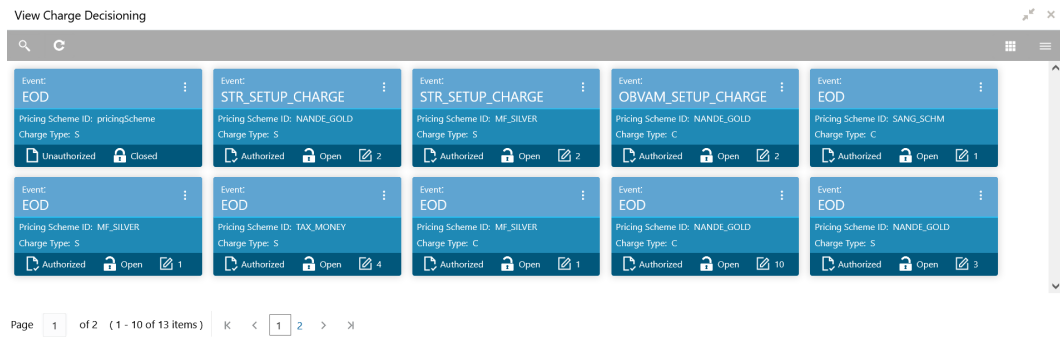 View Charge Decisioning
Event:
EOD
Pricing Scheme ID: pricingScheme
Charge Type: S
Unauthorized Closed
Event:
STR_SETUP_CHARGE
Pricing Scheme ID: NANDE_GOLD
Charge Type: S
Authorized Open 2
Event:
STR_SETUP_CHARGE
Pricing Scheme ID: MF_SILVER
Charge Type: S
Authorized Open 2
Event:
OBVAM_SETUP_CHARGE
Pricing Scheme ID: NANDE_GOLD
Charge Type: C
Authorized Open 2
Event:
EOD
Pricing Scheme ID: SANG_SCHM
Charge Type: C
Authorized Open 1
Event:
EOD
Pricing Scheme ID: MF_SILVER
Charge Type: S
Authorized Open 1
Event:
EOD
Pricing Scheme ID: TAX_MONEY
Charge Type: S
Authorized Open 4
Event:
EOD
Pricing Scheme ID: MF_SILVER
Charge Type: C
Authorized Open 1
Event:
EOD
Pricing Scheme ID: NANDE_GOLD
Charge Type: C
Authorized Open 10
Event:
EOD
Pricing Scheme ID: NANDE_GOLD
Charge Type: S
Authorized Open 3
Page 1 of 2 (1 - 10 of 13 items) 1 2